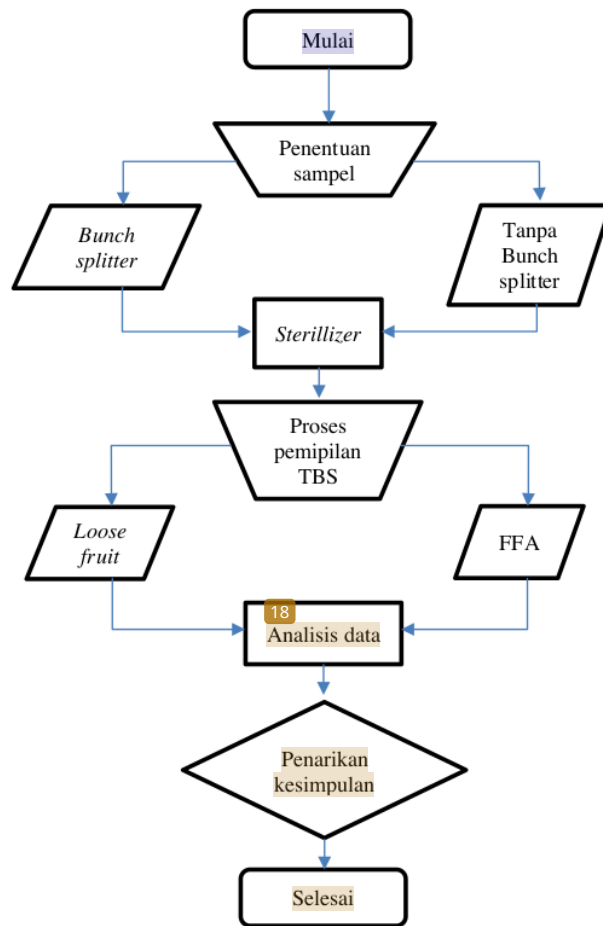 Mulai
Penentuan
sampel
Bunch
splitter
Tanpa
Bunch
splitter
Sterillizer
Proses
pemipilan
TBS
Loose
fruit
FFA
18
Analisis data
Penarikan
kesimpulan
Selesai